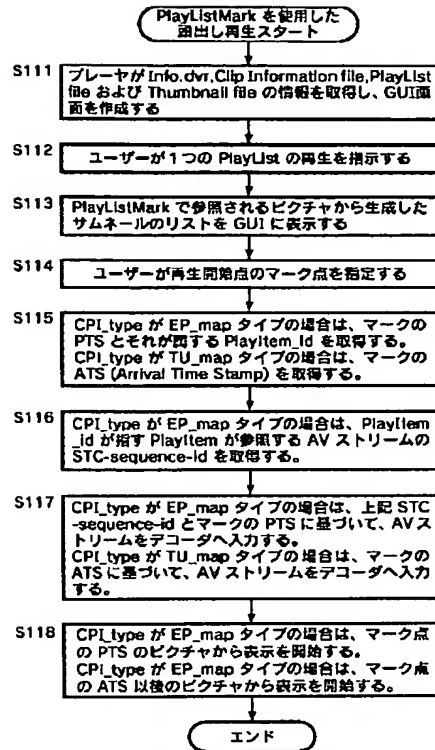 PlayListMark を使用した
頭出し再生スタート
S111
プレーヤが Info.dvr,Clip Information file,PlayList
file および Thumbnail file の情報を取得し、GUI画
面を作成する
S112
ユーザーが1つの PlayList の再生を指示する
S113
PlayListMark で参照されるピクチャから生成した
サムネールのリストを GUI に表示する
S114
ユーザーが再生開始点のマーク点を指定する
S115
CPI_type が EP_map タイプの場合は、マークの
PTS とそれが属する PlayItem_id を取得する。
CPI_type が TU_map タイプの場合は、マークの
ATS (Arrival Time Stamp) を取得する。
S116
CPI_type が EP_map タイプの場合は、PlayItem
_id が指す PlayItem が参照する AV ストリームの
STC-sequence-id を取得する。
S117
CPI_type が EP_map タイプの場合は、上記 STC
-sequence-id とマークの PTS に基づいて、AV ス
トリームをデコーダへ入力する。
CPI_type が TU_map タイプの場合は、マークの
ATS に基づいて、AV ストリームをデコーダへ入力
する。
S118
CPI_type が EP_map タイプの場合は、マーク点
の PTS のピクチャから表示を開始する。
CPI_type が EP_map タイプの場合は、マーク点
の ATS 以後のピクチャから表示を開始する。
エンド